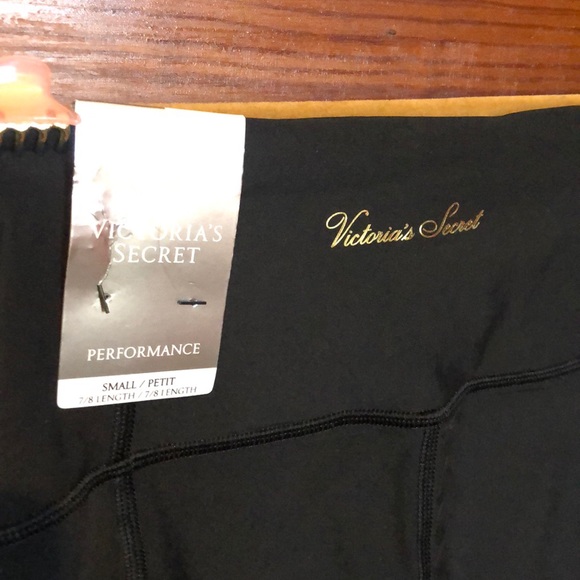 VICTORIA'S
SECRET
PERFORMANCE
SMALL / PETIT
7/8 LENGTH / 7/8 LENGTH
Victoria's Secret